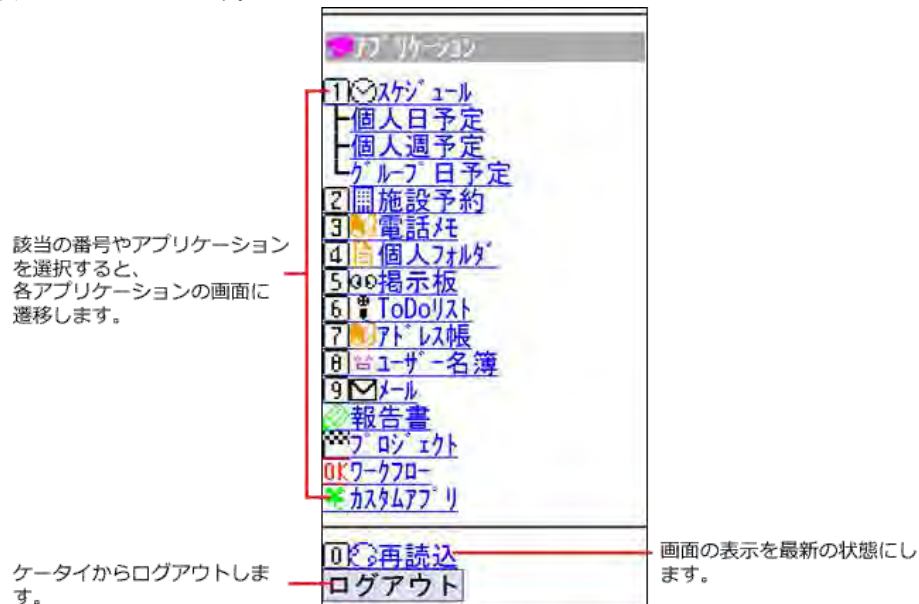 ｱﾌﾟﾘｹｰｼｮﾝ
1ｽｹｼﾞｭｰﾙ
個人日予定
個人週予定
ｸﾞﾙｰﾌﾟ日予定
2施設予約
3電話ﾒﾓ
4個人ﾌｫﾙﾀﾞ
5掲示板
6ToDoﾘｽﾄ
7ｱﾄﾞﾚｽ帳
8ﾕｰｻﾞｰ名簿
9ﾒｰﾙ
報告書
ﾌﾟﾛｼﾞｪｸﾄ
OKﾜｰｸﾌﾛｰ
ｶｽﾀﾑｱﾌﾟﾘ
該当の番号やアプリケーション
を選択すると、
各アプリケーションの画面に
遷移します。
0再読込
ログアウト
画面の表示を最新の状態にし
ます。
ケータイからログアウトしま
す。